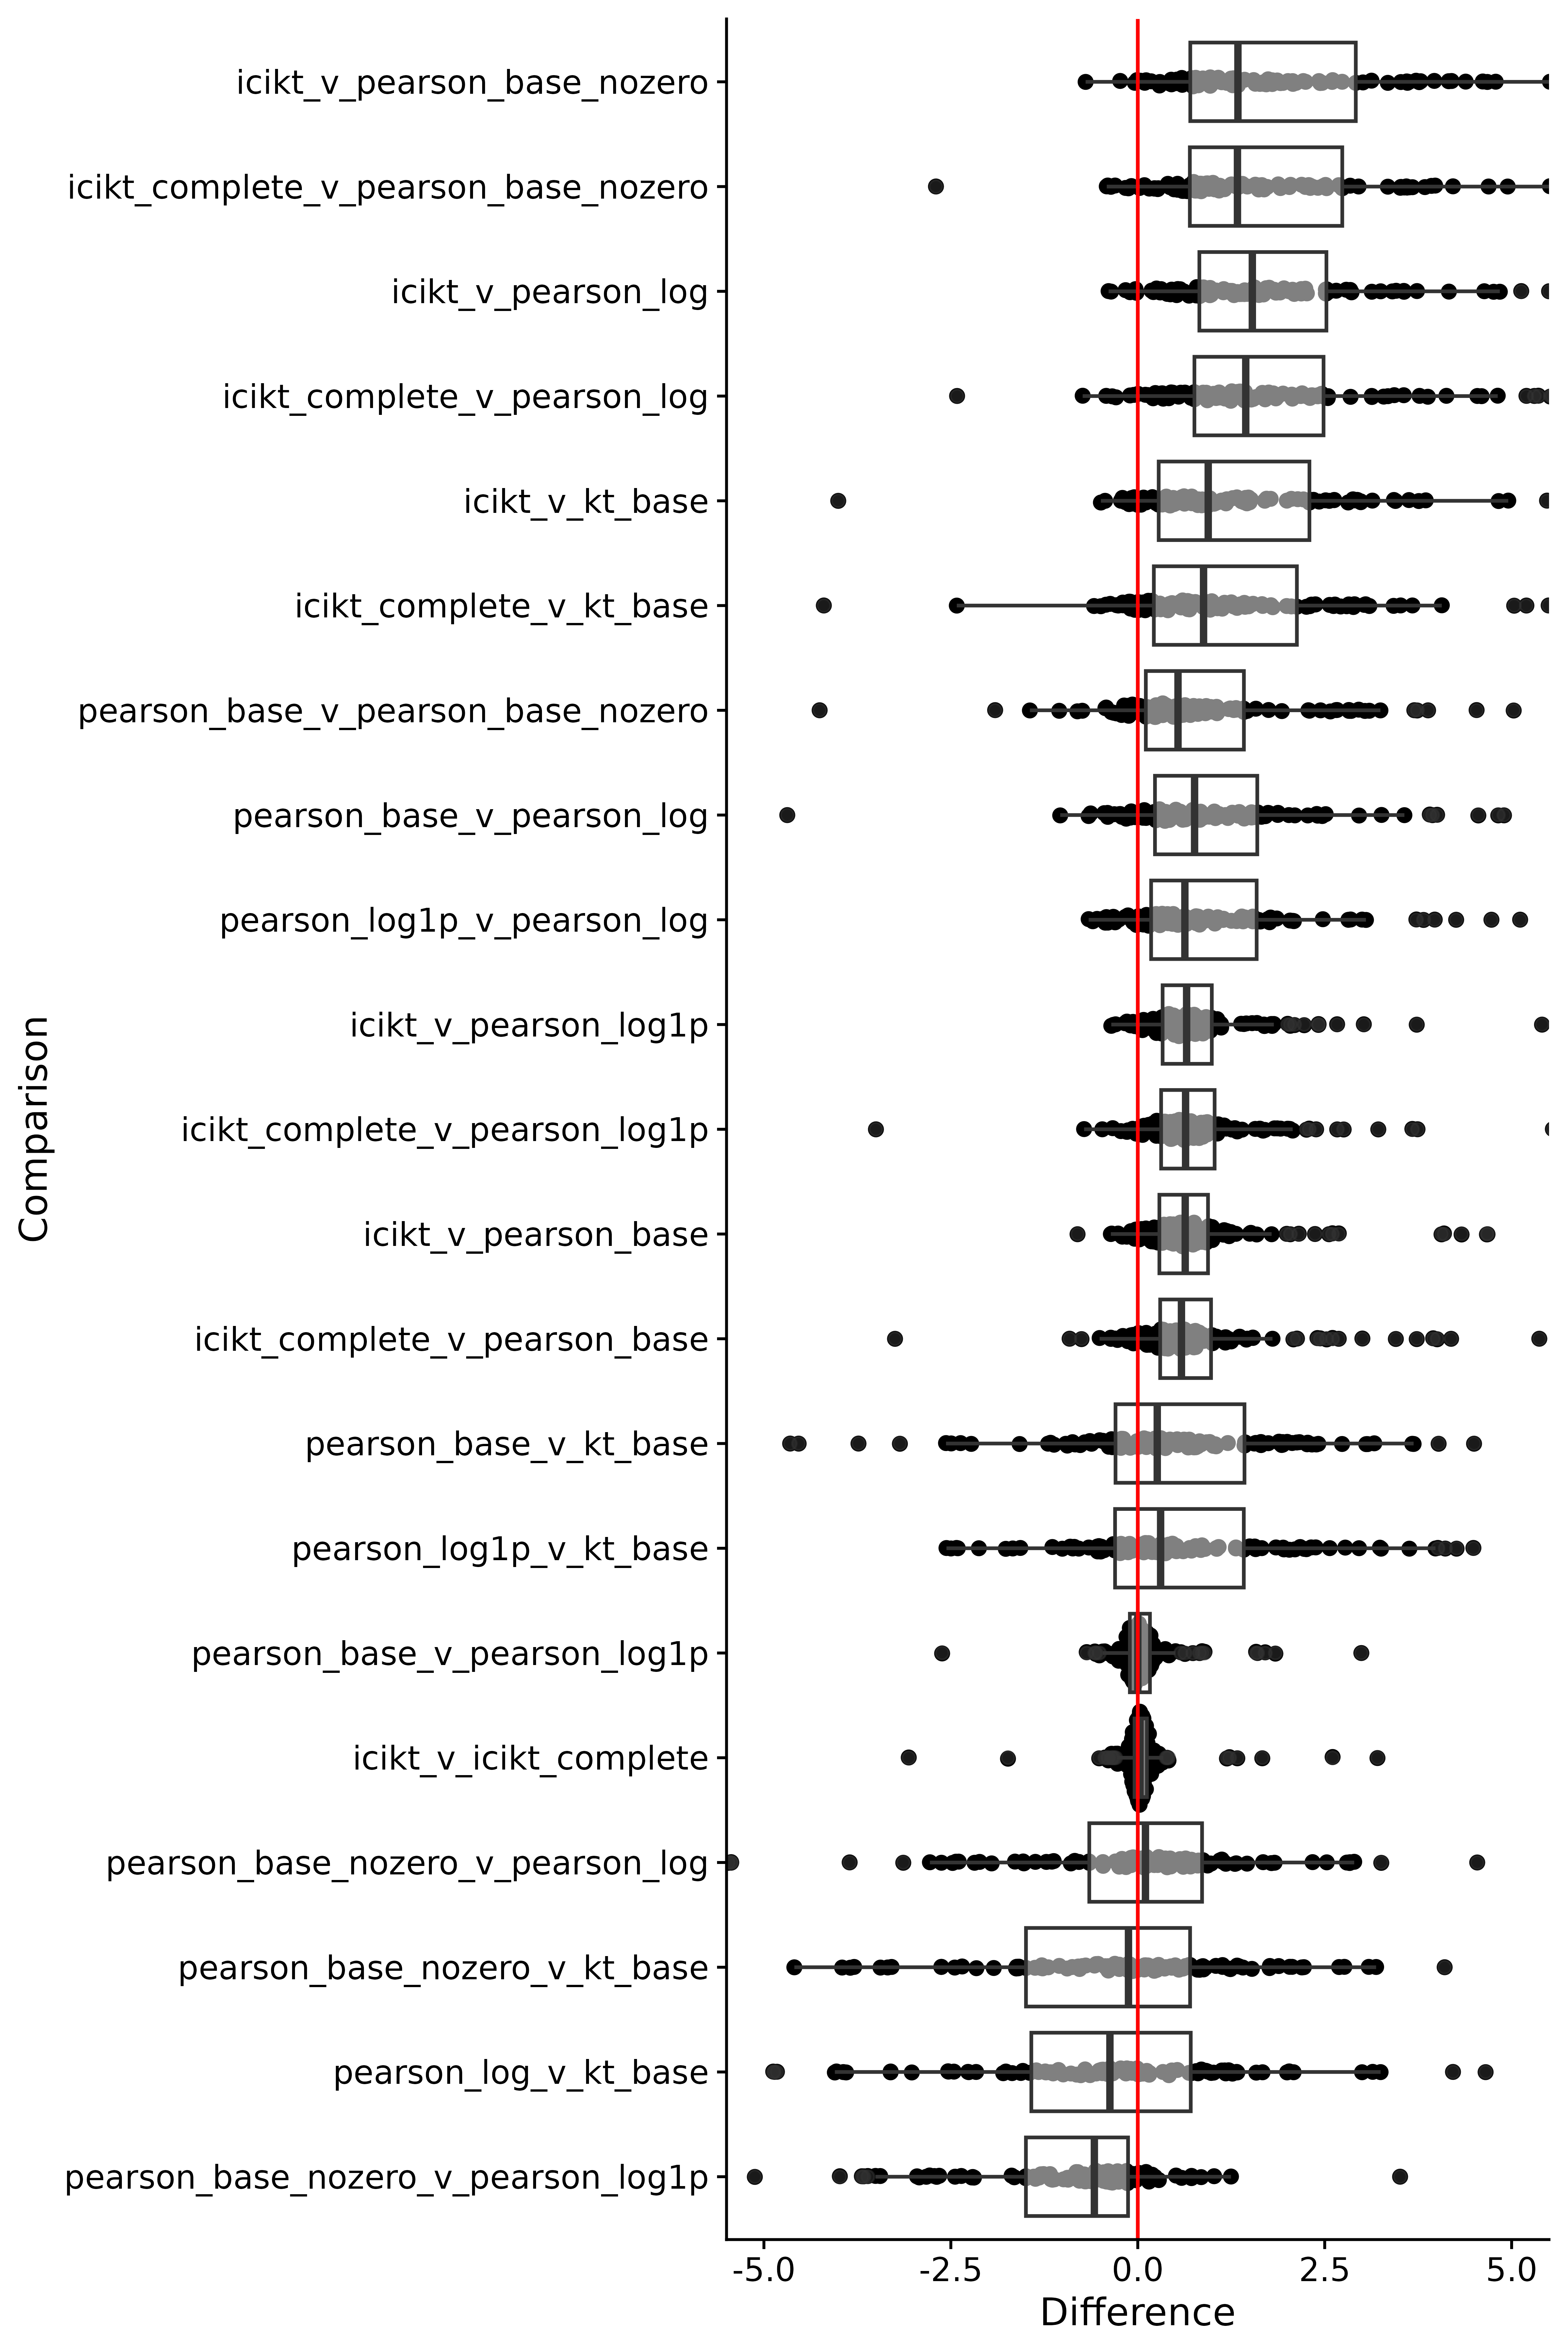 Comparison
icikt_v_pearson_base_nozero
icikt_complete_v_pearson_base_nozero
icikt_v_pearson_log
icikt_complete_v_pearson_log
icikt_v_kt_base
icikt_complete_v_kt_base
pearson_base_v_pearson_base_nozero
pearson_base_v_pearson_log
pearson_log1p_v_pearson_log
icikt_v_pearson_log1p
icikt_complete_v_pearson_log1p
icikt_v_pearson_base
icikt_complete_v_pearson_base
pearson_base_v_kt_base
pearson_log1p_v_kt_base
pearson_base_v_pearson_log1p
icikt_v_icikt_complete
pearson_base_nozero_v_pearson_log
pearson_base_nozero_v_kt_base
pearson_log_v_kt_base
pearson_base_nozero_v_pearson_log1p
-5.0 -2.5 0.0 2.5 5.0
Difference